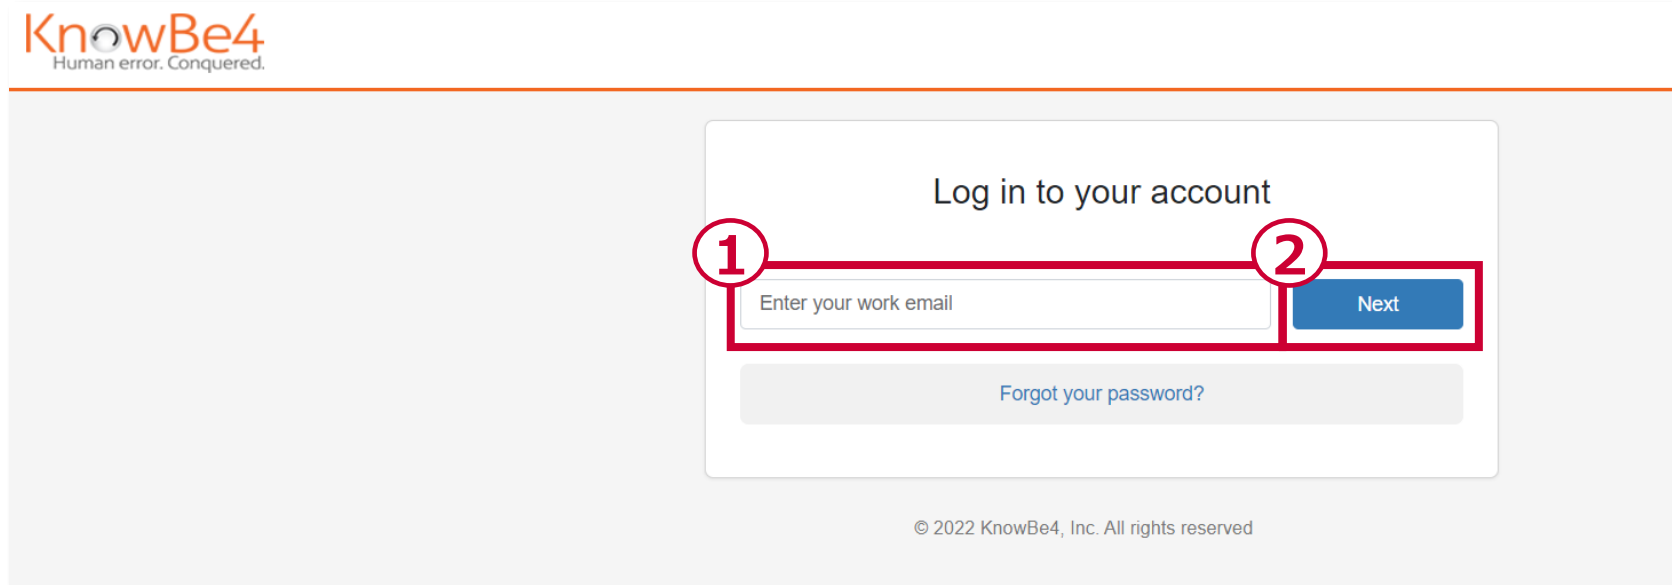 KnowBe4
Human error. Conquered.
Log in to your account
1
2
Enter your work email
Next
Forgot your password?
© 2022 KnowBe4, Inc. All rights reserved